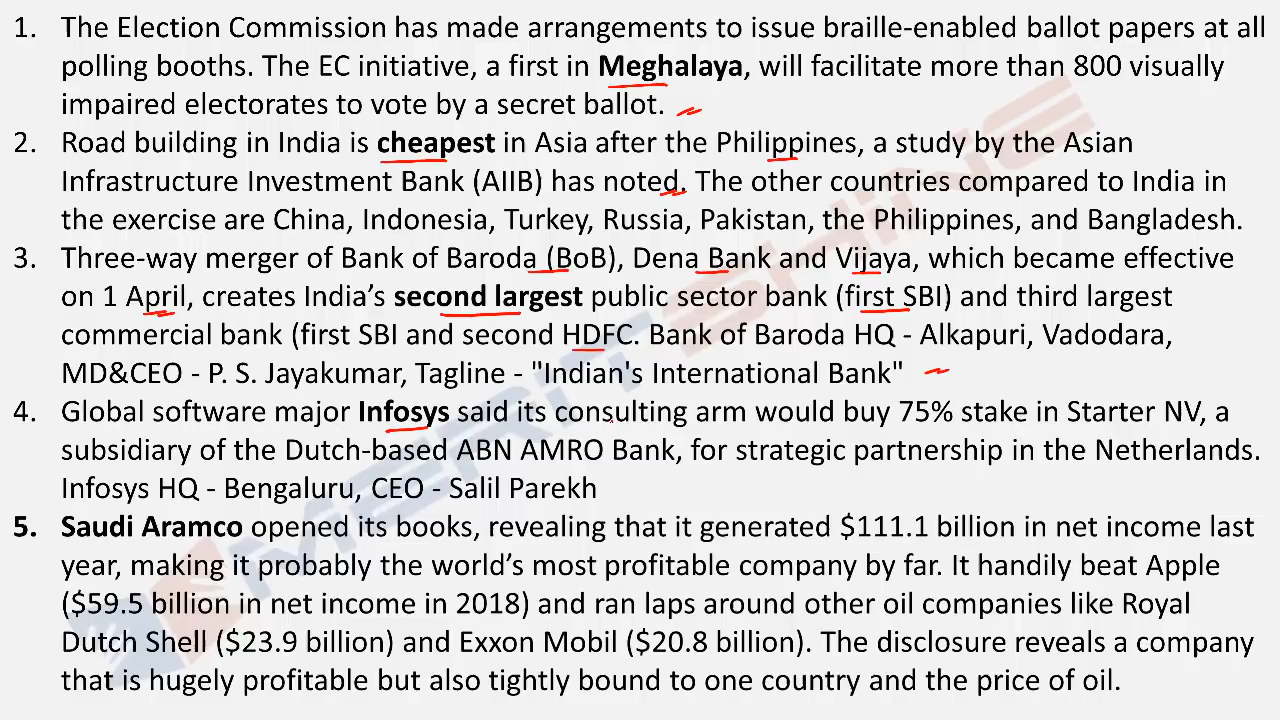 1. The Election Commission has made arrangements to issue braille-enabled ballot papers at all
polling booths. The EC initiative, a first in Meghalaya, will facilitate more than 800 visually
impaired electorates to vote by a secret ballot.
2. Road building in India is cheapest in Asia after the Philippines, a study by the Asian
Infrastructure Investment Bank (AIIB) has noted. The other countries compared to India in
the exercise are China, Indonesia, Turkey, Russia, Pakistan, the Philippines, and Bangladesh.
3. Three-way merger of Bank of Baroda (BoB), Dena Bank and Vijaya, which became effective
on 1 April, creates India’s second largest public sector bank (first SBI) and third largest
commercial bank (first SBI and second HDFC. Bank of Baroda HQ - Alkapuri, Vadodara,
MD&CEO - P. S. Jayakumar, Tagline - "Indian's International Bank"
4. Global software major Infosys said its consulting arm would buy 75% stake in Starter NV, a
subsidiary of the Dutch-based ABN AMRO Bank, for strategic partnership in the Netherlands.
Infosys HQ - Bengaluru, CEO - Salil Parekh
5. Saudi Aramco opened its books, revealing that it generated $111.1 billion in net income last
year, making it probably the world’s most profitable company by far. It handily beat Apple
($59.5 billion in net income in 2018) and ran laps around other oil companies like Royal
Dutch Shell ($23.9 billion) and Exxon Mobil ($20.8 billion). The disclosure reveals a company
that is hugely profitable but also tightly bound to one country and the price of oil.
MERIT SHINE